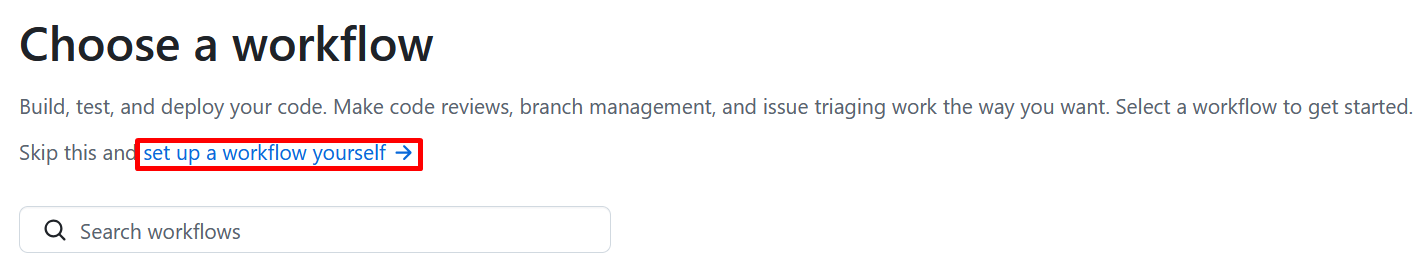 Choose a workflow
Build, test, and deploy your code. Make code reviews, branch management, and issue triaging work the way you want. Select a workflow to get started.
Skip this and set up a workflow yourself →
Search workflows